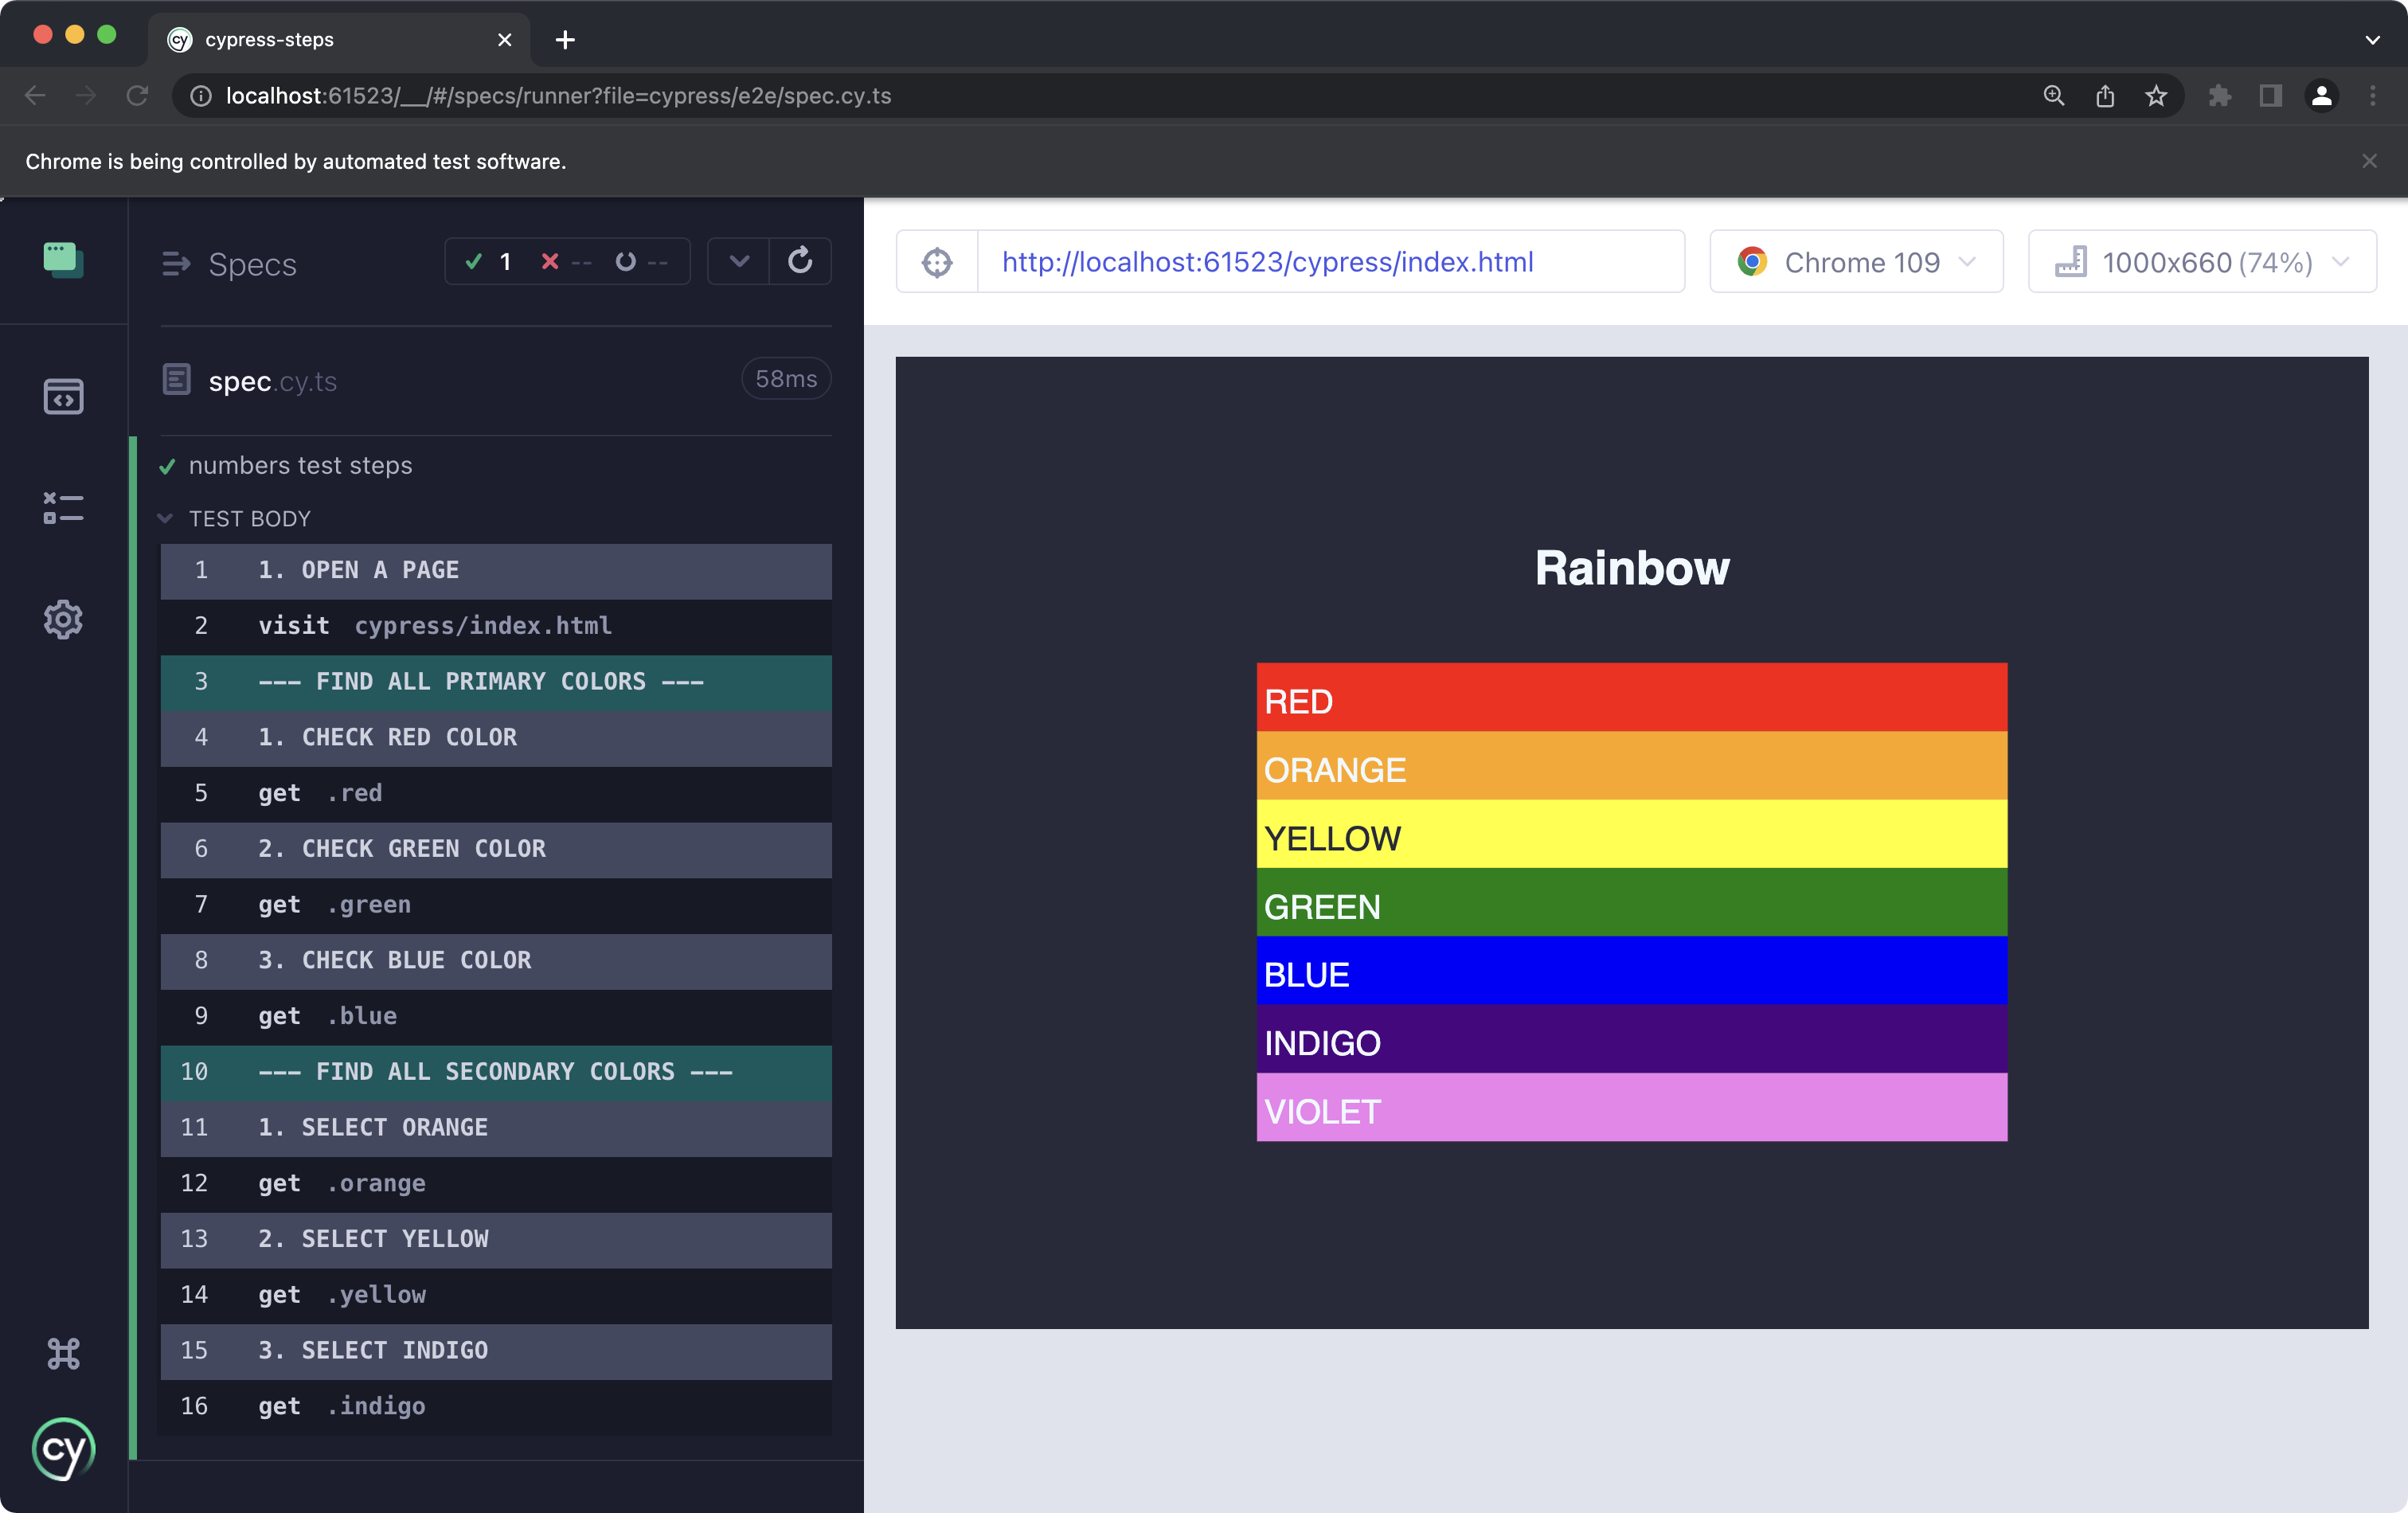 cypress-steps
localhost:61523/__/#/specs/runner?file=cypress/e2e/spec.cy.ts
Chrome is being controlled by automated test software.
Specs
1 -- --
spec.cy.ts
58ms
numbers test steps
TEST BODY
1 1. OPEN A PAGE
2 visit cypress/index.html
3 --- FIND ALL PRIMARY COLORS ---
4 1. CHECK RED COLOR
5 get .red
6 2. CHECK GREEN COLOR
7 get .green
8 3. CHECK BLUE COLOR
9 get .blue
10 --- FIND ALL SECONDARY COLORS ---
11 1. SELECT ORANGE
12 get .orange
13 2. SELECT YELLOW
14 get .yellow
15 3. SELECT INDIGO
16 get .indigo
cy
http://localhost:61523/cypress/index.html
Chrome 109
1000x660 (74%)
Rainbow
RED
ORANGE
YELLOW
GREEN
BLUE
INDIGO
VIOLET